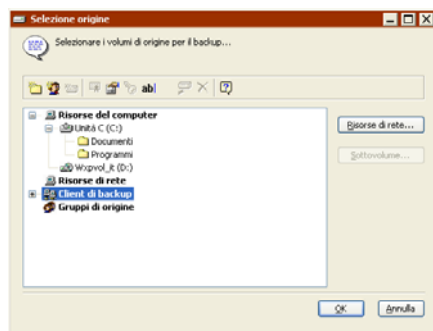 Selezione origine
Selezionare i volumi di origine per il backup...
abl
Risorse del computer
Unità C (C:)
Documenti
Programmi
Wxpvol_it (D:)
Risorse di rete
Client di backup
Gruppi di origine
Risorse di rete...
Sottovolume...
OK
Annulla